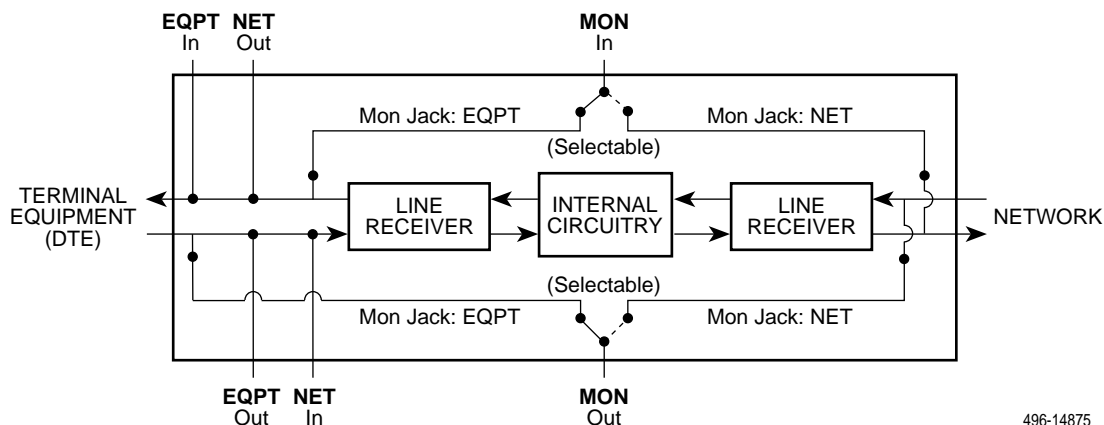 EQPT
In
NET
Out
MON
In
Mon Jack: EQPT
Mon Jack: NET
(Selectable)
TERMINAL
EQUIPMENT
(DTE)
LINE
RECEIVER
INTERNAL
CIRCUITRY
LINE
RECEIVER
NETWORK
(Selectable)
Mon Jack: EQPT
Mon Jack: NET
EQPT
Out
NET
In
MON
Out
496-14875